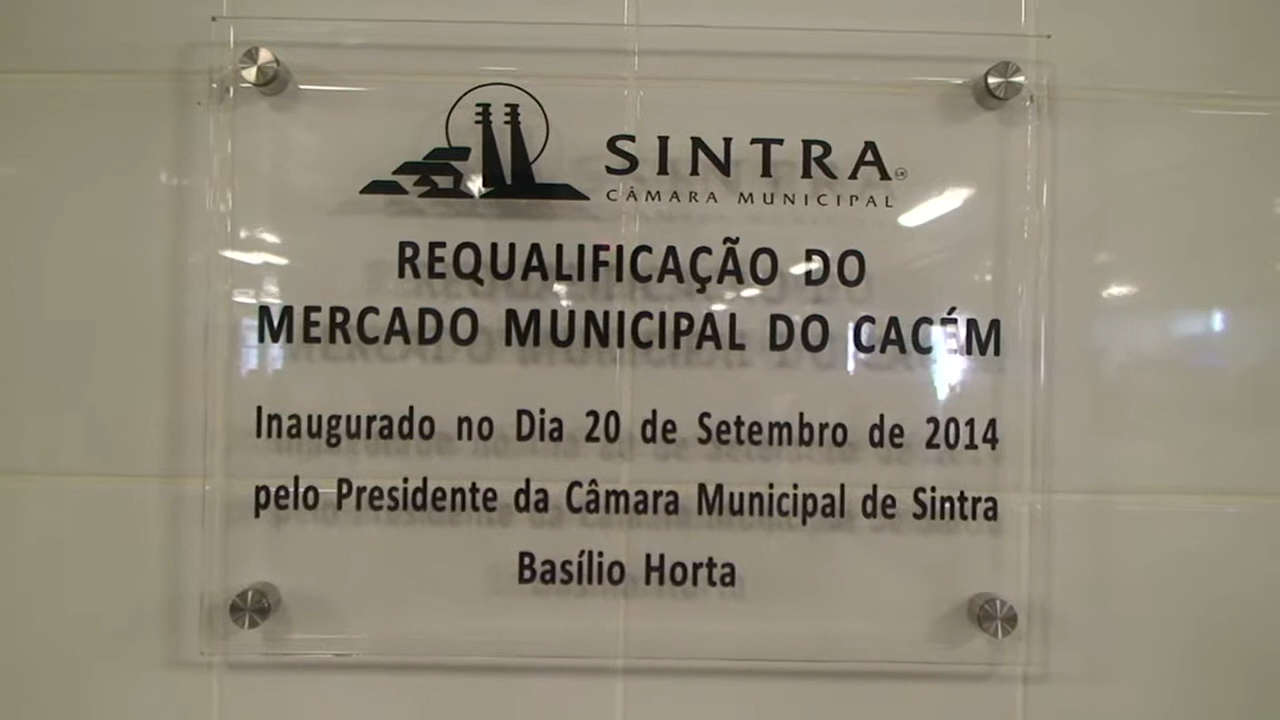 SINTRA
CÂMARA MUNICIPAL
REQUALIFICAÇÃO DO
MERCADO MUNICIPAL DO CACÉM
Inaugurado no Dia 20 de Setembro de 2014
pelo Presidente da Câmara Municipal de Sintra
Basílio Horta